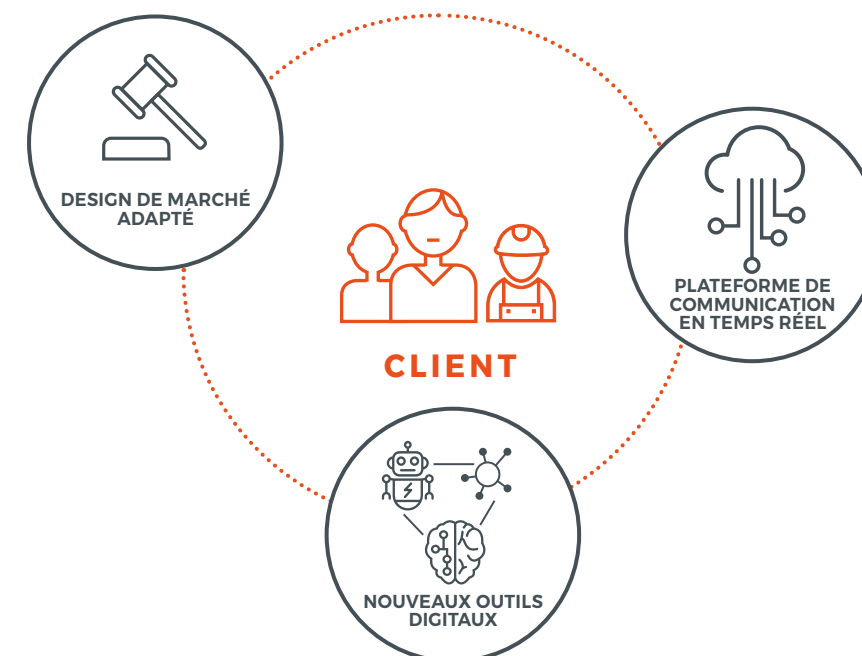 DESIGN DE MARCHÉ
ADAPTÉ
PLATEFORME DE
COMMUNICATION
EN TEMPS RÉEL
CLIENT
NOUVEAUX OUTILS
DIGITAUX